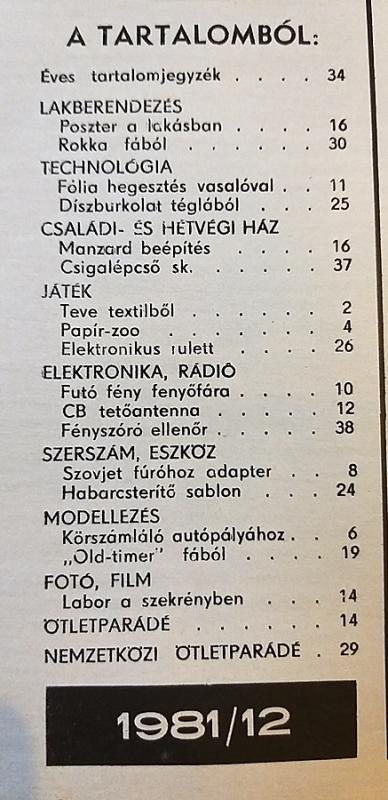 A TARTALOMBÓL:
Éves tartalomjegyzék . . . . 34
LAKBERENDEZÉS
Poszter a lakásban . . . . 16
Rokka fából . . . . . . 30
TECHNOLÓGIA
Fólia hegesztés vasalóval . . 11
Díszburkolat téglából . . . 25
CSALÁDI- ÉS HÉTVÉGI HÁZ
Manzard beépítés . . . . 16
Csigalépcső sk. . . . . . . 37
JÁTÉK
Teve textilből . . . . . . 2
Papír-zoo . . . . . . . 4
Elektronikus rulett . . . . 26
ELEKTRONIKA, RÁDIÓ
Futó fény fenyőfára . . . . 10
CB tetőantenna . . . . . 12
Fényszóró ellenőr . . . . . 38
SZERSZÁM, ESZKÖZ
Szovjet fúróhoz adapter . . 8
Habarcsterítő sablon . . . 24
MODELLEZÉS
Körszámláló autópályához . . 6
„Old-timer" fából . . . . 19
FOTÓ, FILM
Labor a szekrényben . . . 14
ÖTLETPARÁDÉ . . . . . . 14
NEMZETKÖZI ÖTLETPARÁDÉ . 29
1981/12